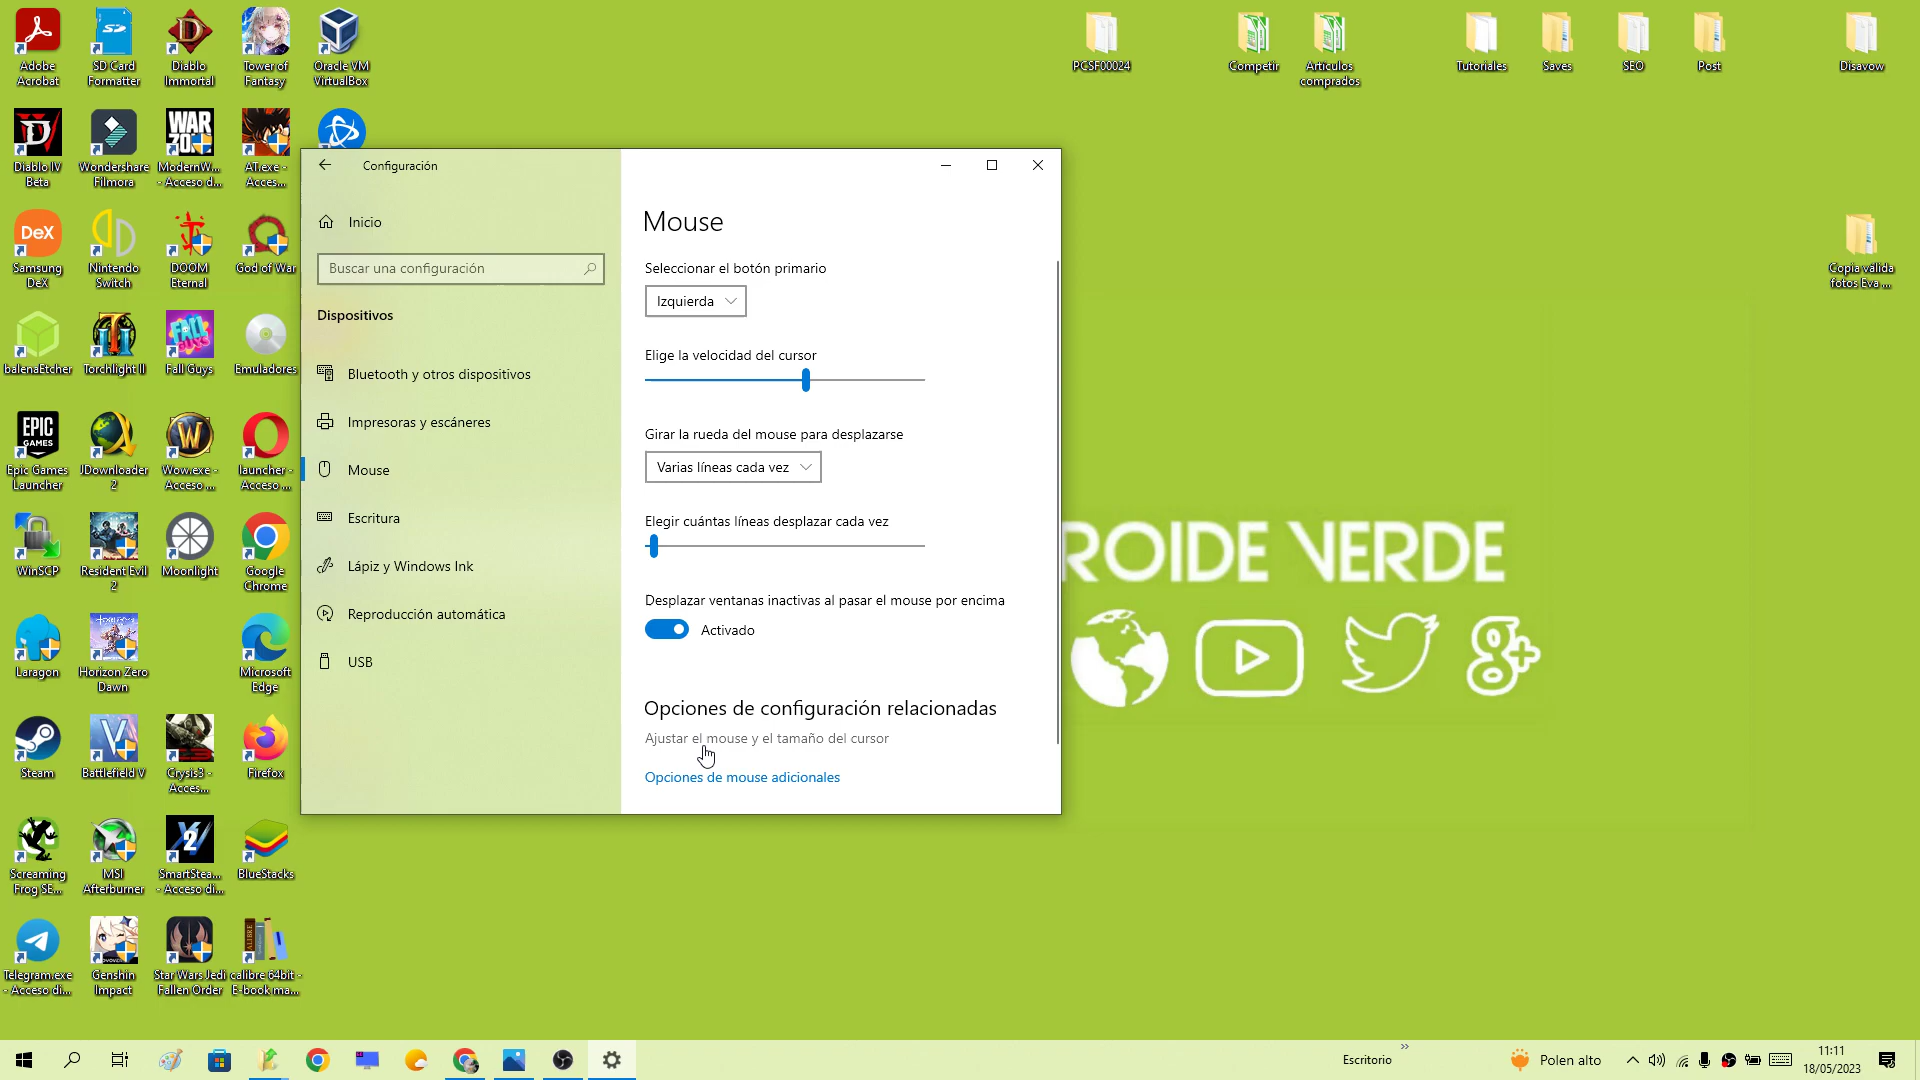 Adobe
Acrobat
SD Card
Formatter
Diablo
Immortal
Tower of
Fantasy
Oracle VM
VirtualBox
PCSF00024
Competir
Artículos
comprados
Tutoriales
Saves
SEO
Post
Disavow
Diablo IV
Beta
Wondershare
Filmora
ModernW...
- Acceso d...
AT.exe -
Acces...
Samsung
DeX
Nintendo
Switch
DOOM
Eternal
God of War
Copia válida
fotos Eva ...
balenaEtcher
Torchlight II
Fall Guys
Emuladores
Epic Games
Launcher
JDownloader
2
Wow.exe -
Acceso ...
launcher -
Acceso ...
WinSCP
Resident Evil
2
Moonlight
Google
Chrome
Laragon
Horizon Zero
Dawn
Microsoft
Edge
Steam
Battlefield V
Crysis3 -
Acces...
Firefox
Screaming
Frog SE...
MSI
Afterburner
SmartStea...
- Acceso di...
BlueStacks
Telegram.exe
- Acceso di...
Genshin
Impact
Star Wars Jedi
Fallen Order
calibre 64bit -
E-book ma...
Configuración
Inicio
Buscar una configuración
Dispositivos
Bluetooth y otros dispositivos
Impresoras y escáneres
Mouse
Escritura
Lápiz y Windows Ink
Reproducción automática
USB
Mouse
Seleccionar el botón primario
Izquierda
Elige la velocidad del cursor
Girar la rueda del mouse para desplazarse
Varias líneas cada vez
Elegir cuántas líneas desplazar cada vez
Desplazar ventanas inactivas al pasar el mouse por encima
Activado
Opciones de configuración relacionadas
Ajustar el mouse y el tamaño del cursor
Opciones de mouse adicionales
ROIDE VERDE
g+
Escritorio
Polen alto
11:11
18/05/2023